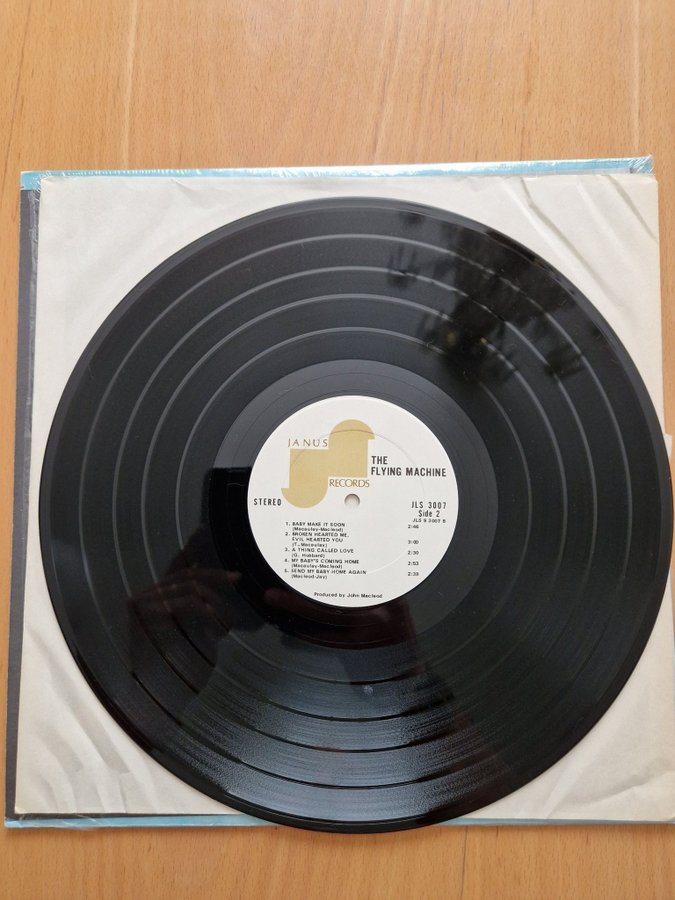 JANUS
RECORDS
THE
FLYING MACHINE
STEREO
JLS 3007
Side 2
JLS S 3007 B
1. BABY MAKE IT SOON 2:46
(Macaulay-Macleod)
2. BROKEN HEARTED ME,
EVIL HEARTED YOU 3:00
(T. Macaulay)
3. A THING CALLED LOVE 2:30
(G. Hubbard)
4. MY BABY'S COMING HOME 2:53
(Macaulay-Macleod)
5. SEND MY BABY HOME AGAIN 2:39
(Macleod-Jay)
Produced by John Macleod